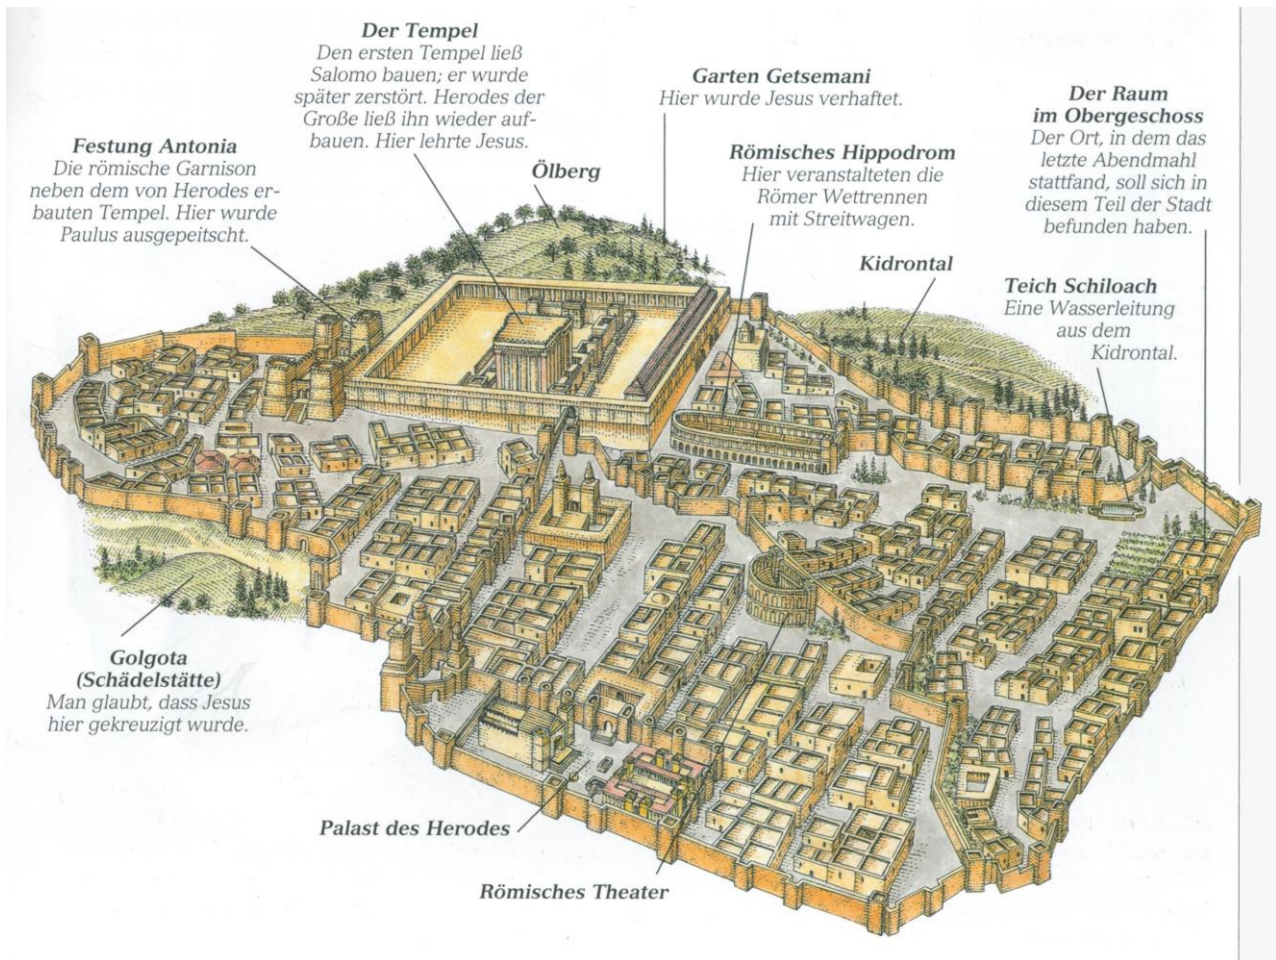 Der Tempel
Den ersten Tempel ließ
Salomo bauen; er wurde
später zerstört. Herodes der
Große ließ ihn wieder auf-
bauen. Hier lehrte Jesus.
Garten Getsemani
Hier wurde Jesus verhaftet.
Der Raum
im Obergeschoss
Der Ort, in dem das
letzte Abendmahl
stattfand, soll sich in
diesem Teil der Stadt
befunden haben.
Festung Antonia
Die römische Garnison
neben dem von Herodes er-
bauten Tempel. Hier wurde
Paulus ausgepeitscht.
Ölberg
Römisches Hippodrom
Hier veranstalteten die
Römer Wettrennen
mit Streitwagen.
Kidrontal
Teich Schiloach
Eine Wasserleitung
aus dem
Kidrontal.
Golgota
(Schädelstätte)
Man glaubt, dass Jesus
hier gekreuzigt wurde.
Palast des Herodes
Römisches Theater